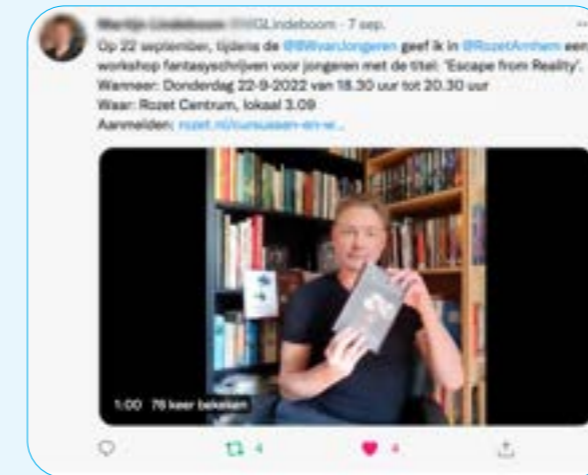 GLindeboom · 7 sep.
Op 22 september, tijdens de @BWvanJongeren geef ik in @RozetArnhem een
workshop fantasyschrijven voor jongeren met de titel: 'Escape from Reality'.
Wanneer: Donderdag 22-9-2022 van 18.30 uur tot 20.30 uur
Waar: Rozet Centrum, lokaal 3.09
Aanmelden: rozet.nl/cursussen-en-w...
1:00 78 keer bekeken
4 4